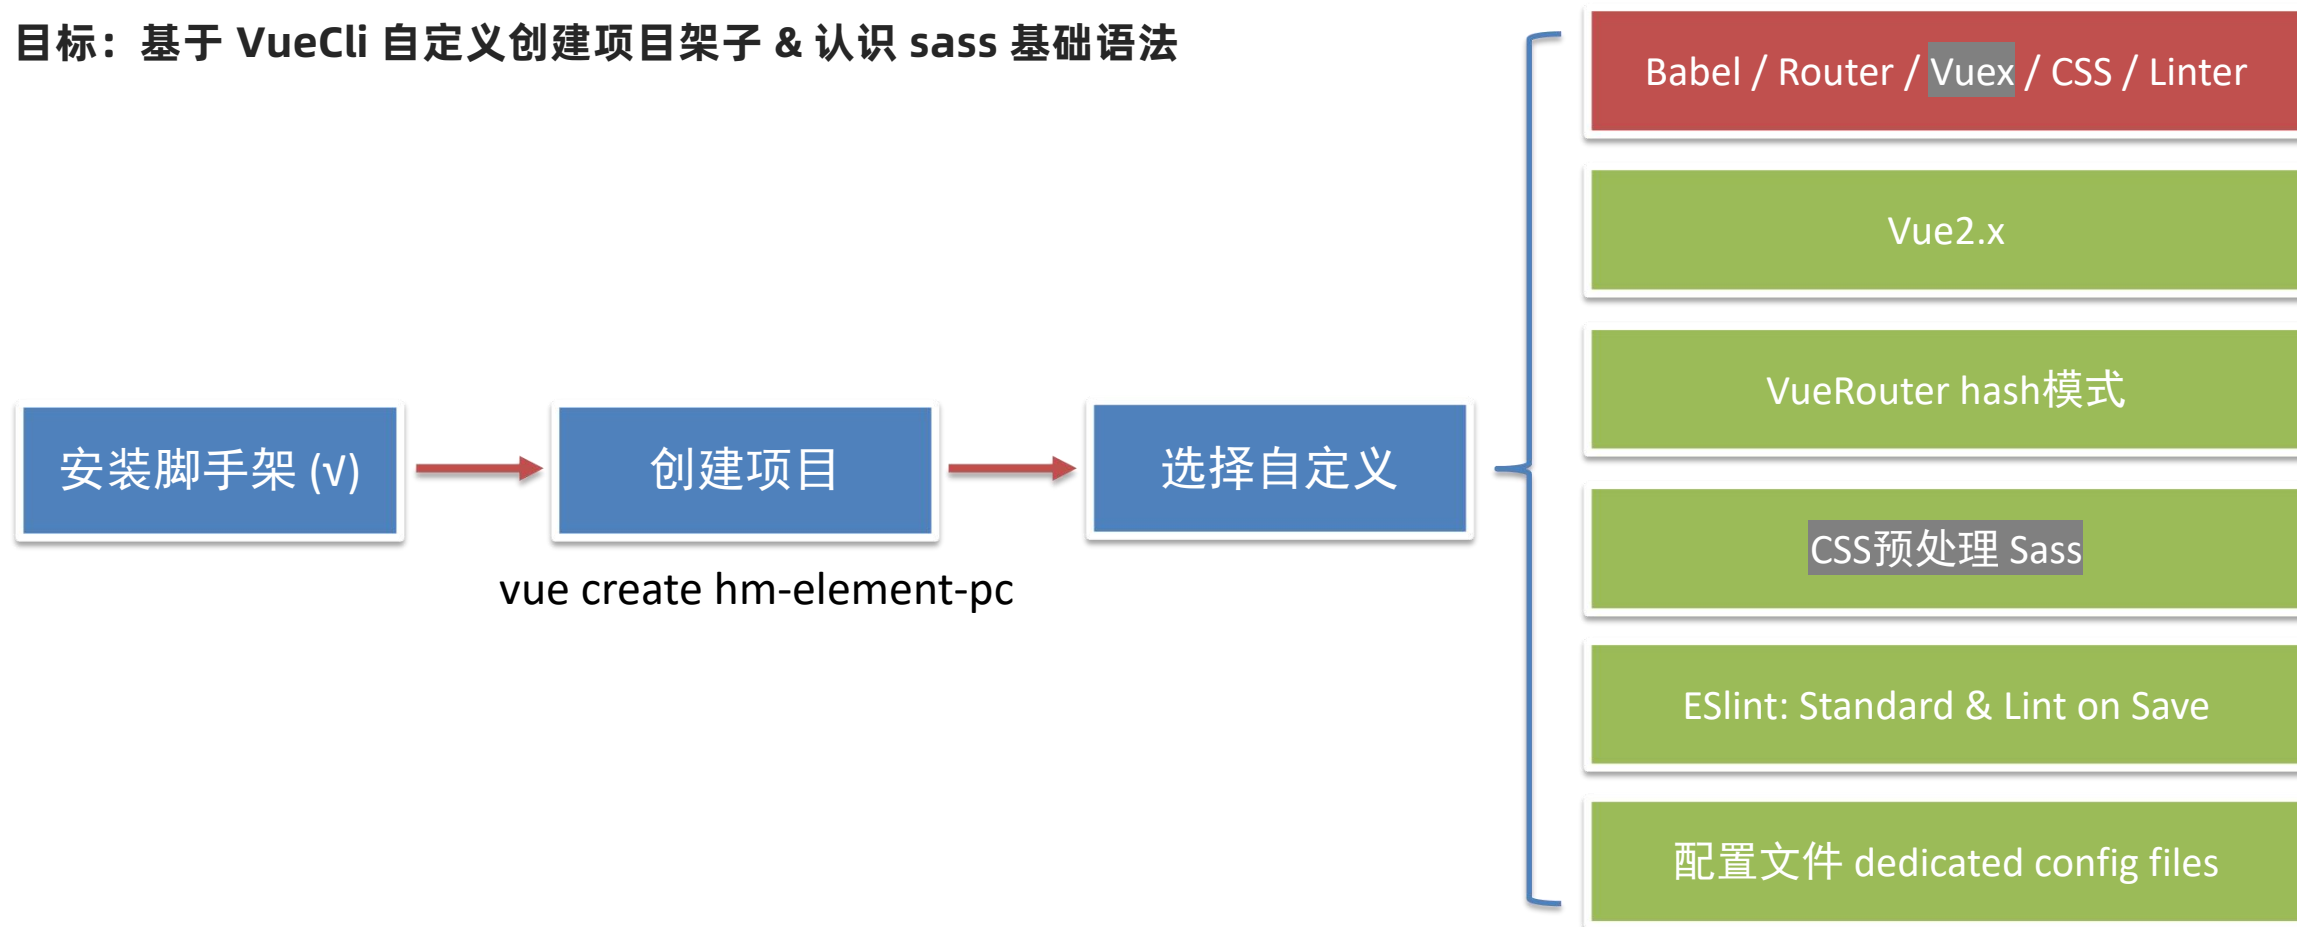 目标：基于 VueCli 自定义创建项目架子 & 认识 sass 基础语法
安装脚手架 (√)
创建项目
vue create hm-element-pc
选择自定义
Babel / Router / Vuex / CSS / Linter
Vue2.x
VueRouter hash模式
CSS预处理 Sass
ESlint: Standard & Lint on Save
配置文件 dedicated config files